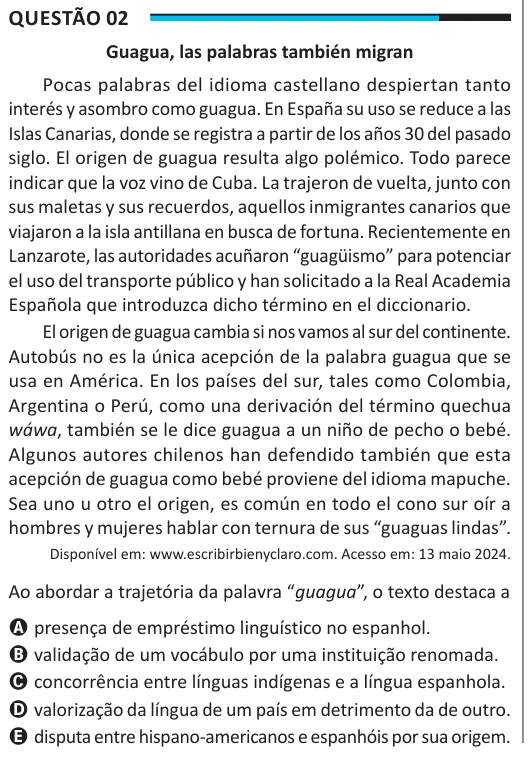 QUESTÃO 02
Guagua, las palabras también migran
Pocas palabras del idioma castellano despiertan tanto
interés y asombro como guagua. En España su uso se reduce a las
Islas Canarias, donde se registra a partir de los años 30 del pasado
siglo. El origen de guagua resulta algo polémico. Todo parece
indicar que la voz vino de Cuba. La trajeron de vuelta, junto con
sus maletas y sus recuerdos, aquellos inmigrantes canarios que
viajaron a la isla antillana en busca de fortuna. Recientemente en
Lanzarote, las autoridades acuñaron “guagüismo” para potenciar
el uso del transporte público y han solicitado a la Real Academia
Española que introduzca dicho término en el diccionario.
El origen de guagua cambia si nos vamos al sur del continente.
Autobús no es la única acepción de la palabra guagua que se
usa en América. En los países del sur, tales como Colombia,
Argentina o Perú, como una derivación del término quechua
wáwa, también se le dice guagua a un niño de pecho o bebé.
Algunos autores chilenos han defendido también que esta
acepción de guagua como bebé proviene del idioma mapuche.
Sea uno u otro el origen, es común en todo el cono sur oír a
hombres y mujeres hablar con ternura de sus “guaguas lindas”.
Disponível em: www.escribirbienyclaro.com. Acesso em: 13 maio 2024.
Ao abordar a trajetória da palavra “guagua”, o texto destaca a
A presença de empréstimo linguístico no espanhol.
B validação de um vocábulo por uma instituição renomada.
C concorrência entre línguas indígenas e a língua espanhola.
D valorização da língua de um país em detrimento da de outro.
E disputa entre hispano-americanos e espanhóis por sua origem.